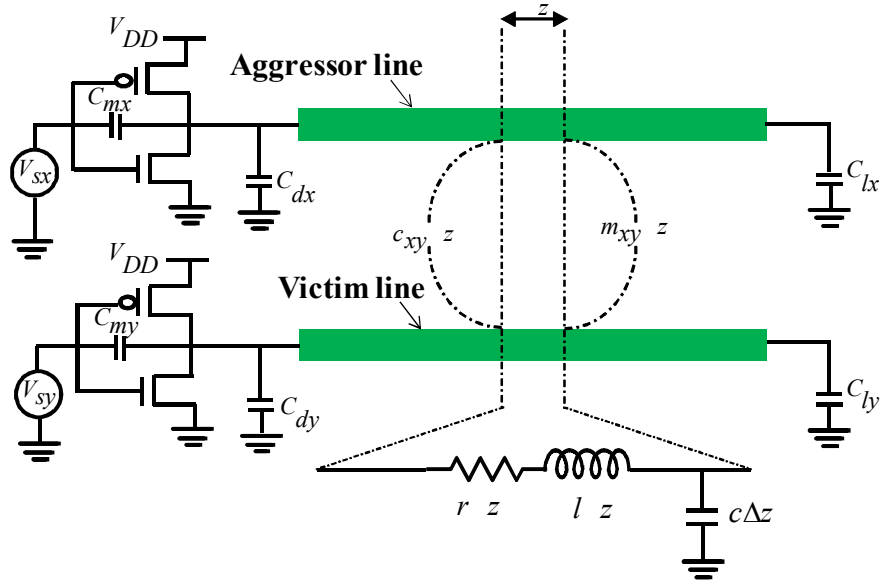 z
V_DD
Aggressor line
C_mx
V_sx
C_dx
C_lx
c_xy z
m_xy z
V_DD
Victim line
C_my
V_sy
C_dy
C_ly
r z
l z
cΔz